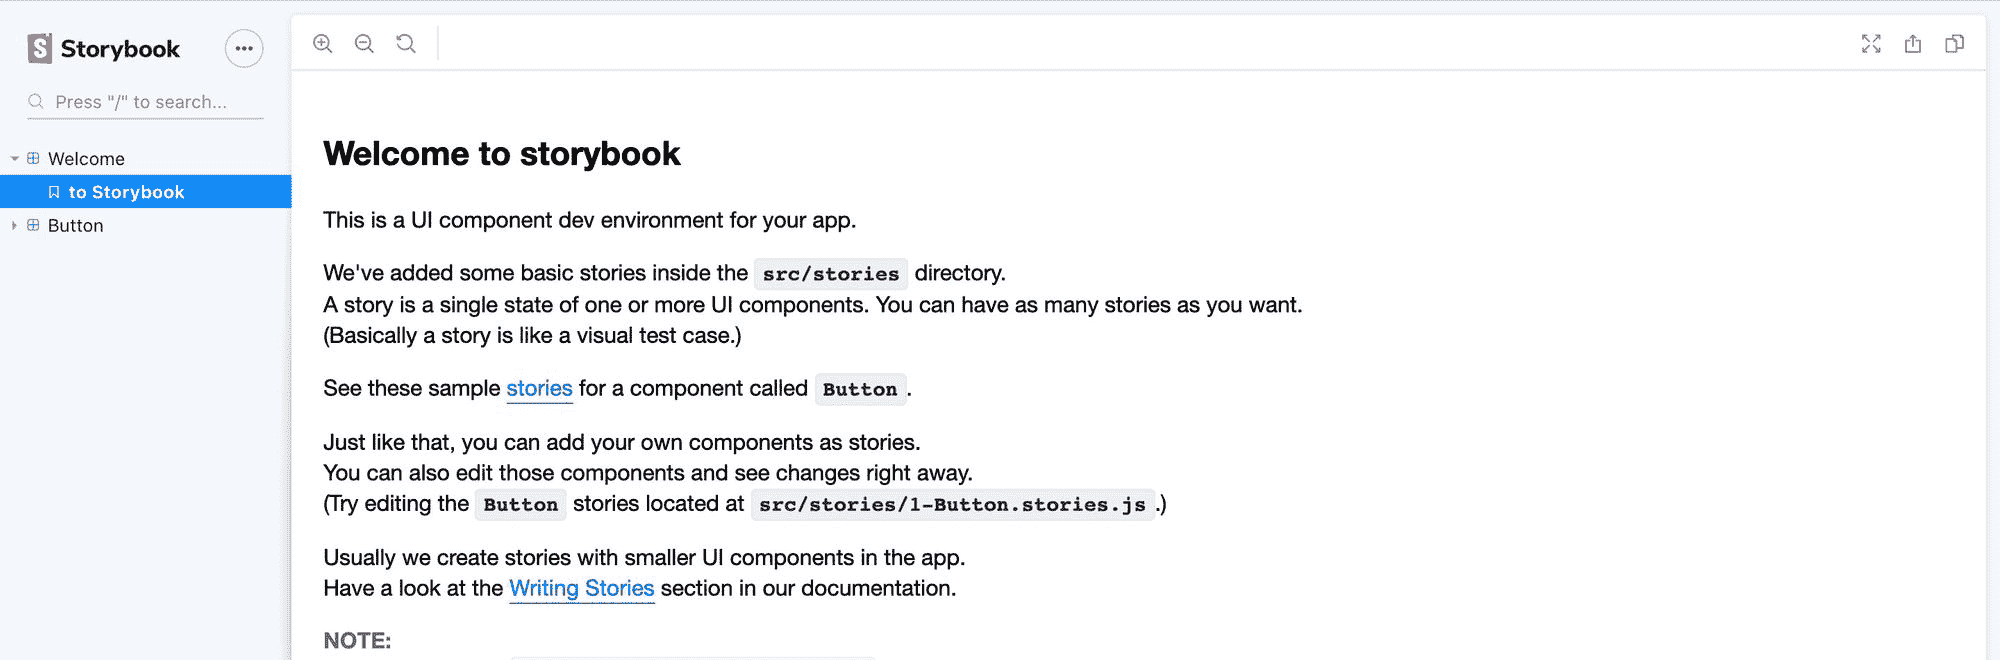 Storybook
Press "/" to search...
Welcome
to Storybook
Button
Welcome to storybook
This is a UI component dev environment for your app.
We've added some basic stories inside the src/stories directory.
A story is a single state of one or more UI components. You can have as many stories as you want.
(Basically a story is like a visual test case.)
See these sample stories for a component called Button.
Just like that, you can add your own components as stories.
You can also edit those components and see changes right away.
(Try editing the Button stories located at src/stories/1-Button.stories.js.)
Usually we create stories with smaller UI components in the app.
Have a look at the Writing Stories section in our documentation.
NOTE: